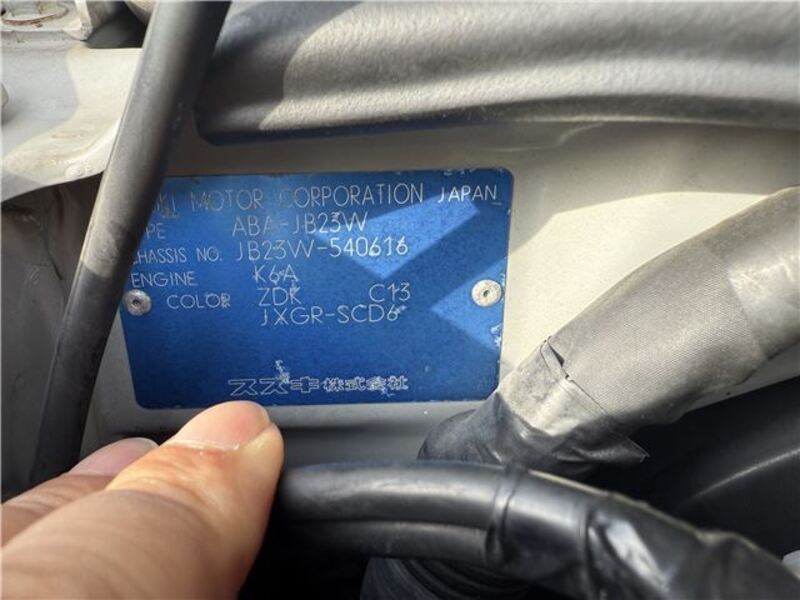 MOTOR CORPORATION JAPAN
ABA-JB23W
CHASSIS NO. JB23W-540616
ENGINE K6A
COLOR ZDK C13
JXGR-SCD6
スズキ株式会社